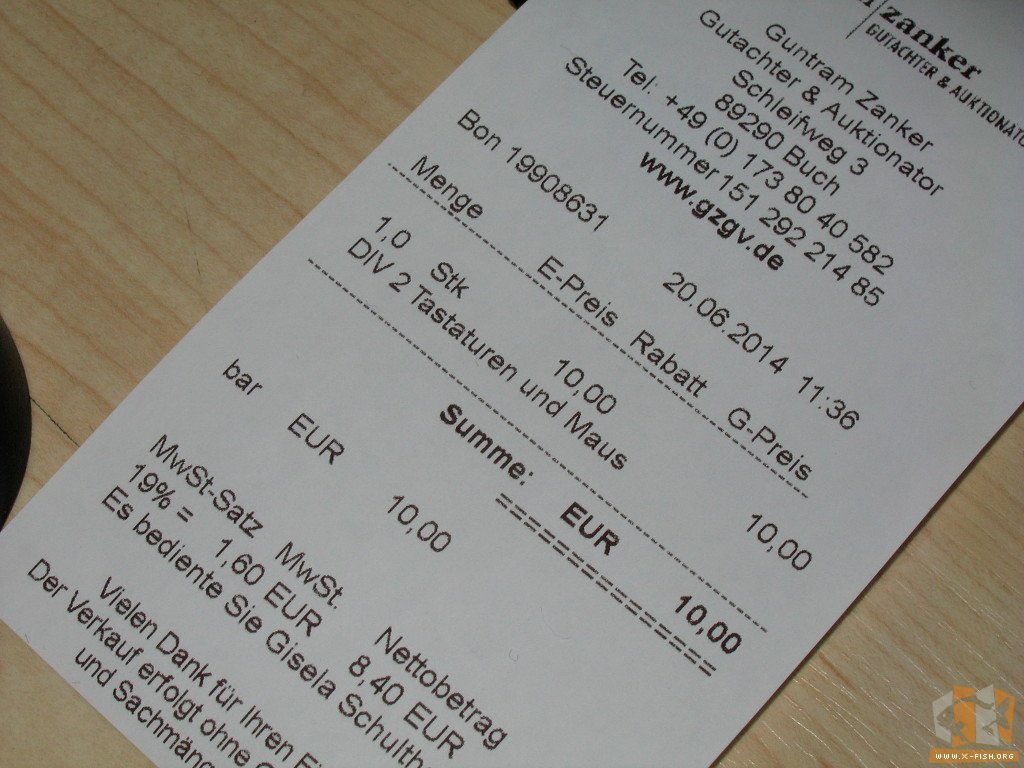 zanker
GUTACHTER & AUKTIONATO
Guntram Zanker
Gutachter & Auktionator
Schleifweg 3
89290 Buch
Tel: +49 (0) 173 80 40 582
Steuernummer 151 292 214 85
www.gzgv.de
Bon 19908631 20.06.2014 11:36
Menge E-Preis Rabatt G-Preis
1,0 Stk 10,00 10,00
DIV 2 Tastaturen und Maus
Summe: EUR 10,00
bar EUR 10,00
MwSt-Satz MwSt. Nettobetrag
19% = 1,60 EUR 8,40 EUR
Es bediente Sie Gisela Schulth
Vielen Dank für Ihren
Der Verkauf erfolgt ohne
und Sachmäng
WWW.X-FISH.ORG